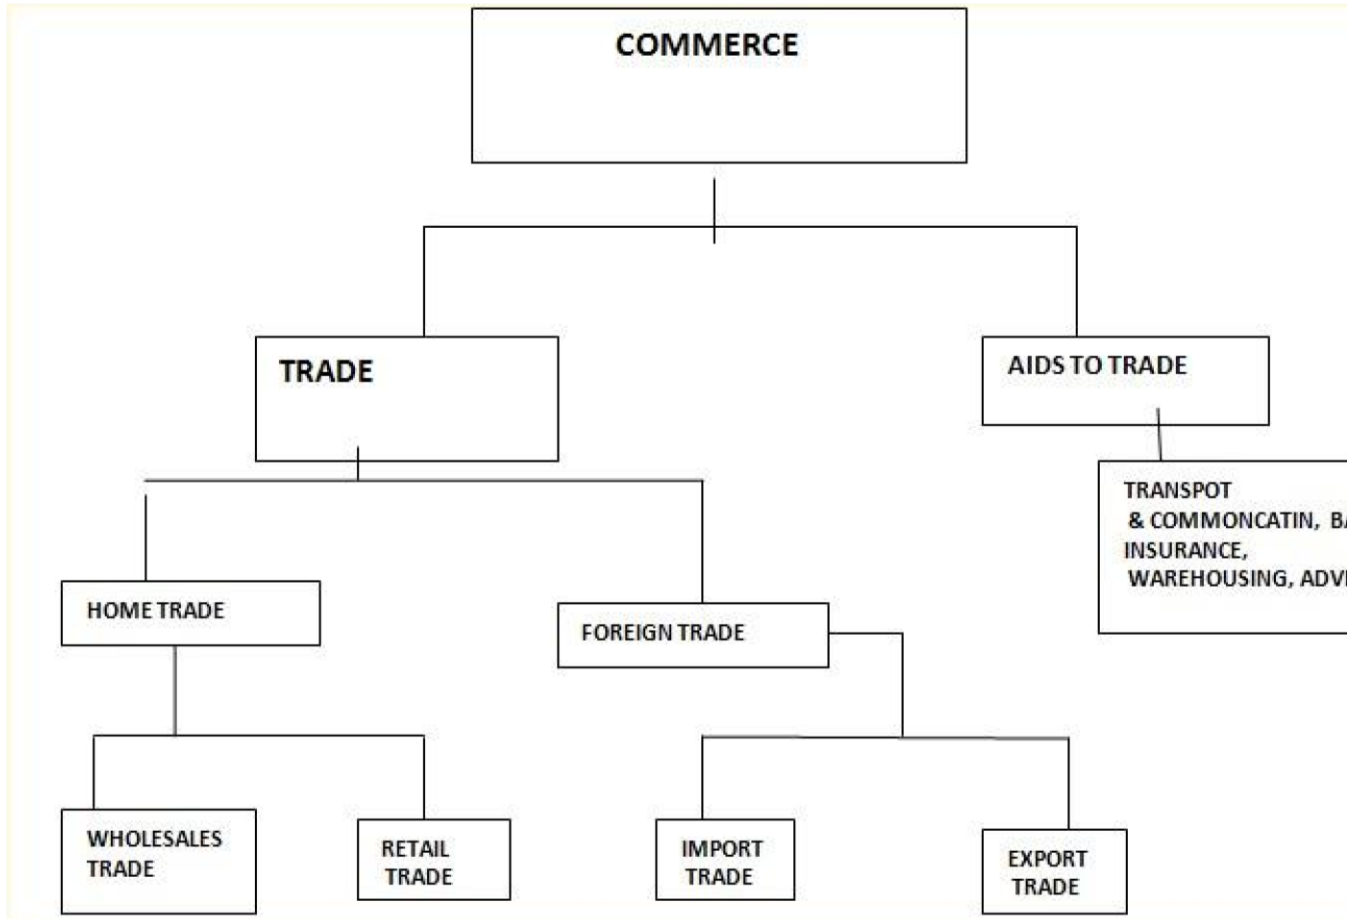 COMMERCE
TRADE
AIDS TO TRADE
TRANSPOT
& COMMONCATIN,
INSURANCE,
WAREHOUSING,
HOME TRADE
FOREIGN TRADE
WHOLESALES
TRADE
RETAIL
TRADE
IMPORT
TRADE
EXPORT
TRADE